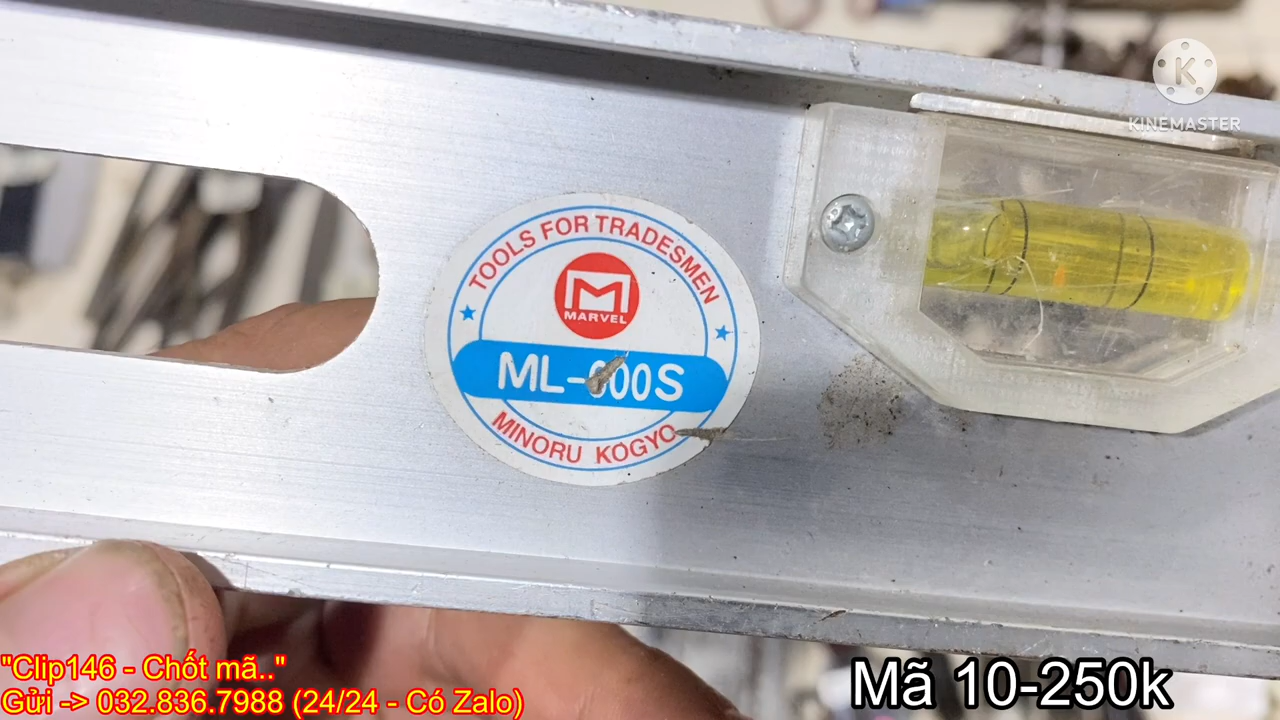 KINEMASTER
TOOLS FOR TRADESMEN
MARVEL
MINORU KOGYO
"Clip146 - Chốt mã.."
Gửi -> 032.836.7988 (24/24 - Có Zalo)
Mã 10-250k